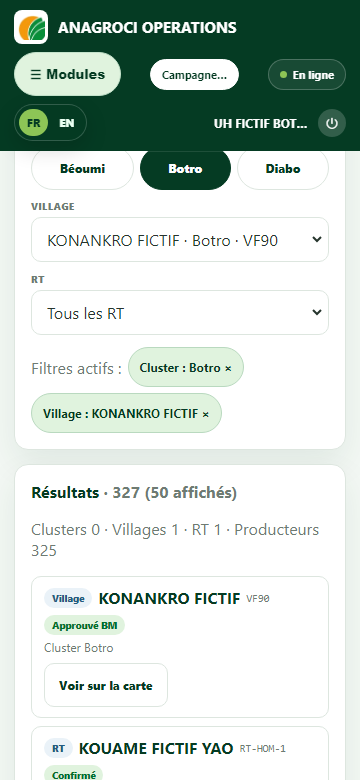 ANAGROCI OPERATIONS
☰ Modules
Campagne...
En ligne
FR
EN
UH FICTIF BOT...
Béoumi
Botro
Diabo
VILLAGE
KONANKRO FICTIF · Botro · VF90
RT
Tous les RT
Filtres actifs :
Cluster : Botro ×
Village : KONANKRO FICTIF ×
Résultats · 327 (50 affichés)
Clusters 0 · Villages 1 · RT 1 · Producteurs
325
Village KONANKRO FICTIF VF90
Approuvé BM
Cluster Botro
Voir sur la carte
RT KOUAME FICTIF YAO RT-HOM-1
Confirmé